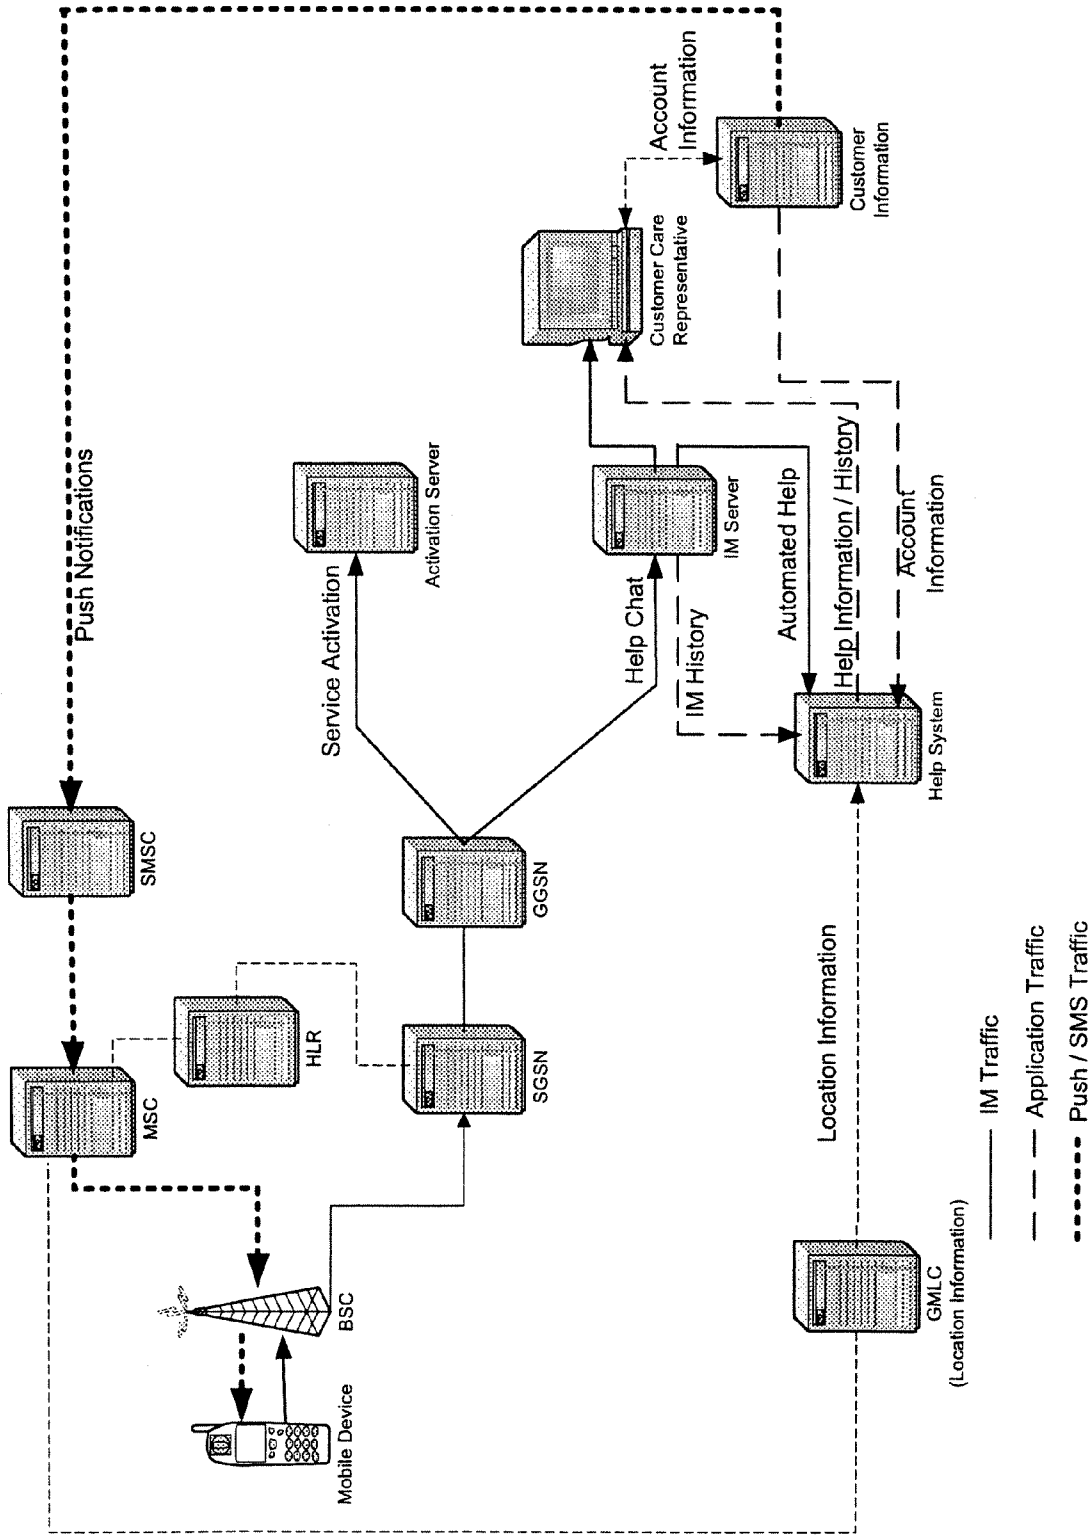 Push Notifications
SMSC
MSC
HLR
Mobile Device
BSC
SGSN
GGSN
Service Activation
Activation Server
Help Chat
IM Server
IM History
Automated Help
Customer Care
Representative
Account
Information
Customer
Information
Help Information / History
Account
Information
Help System
Location Information
GMLC
(Location Information)
IM Traffic
Application Traffic
Push / SMS Traffic